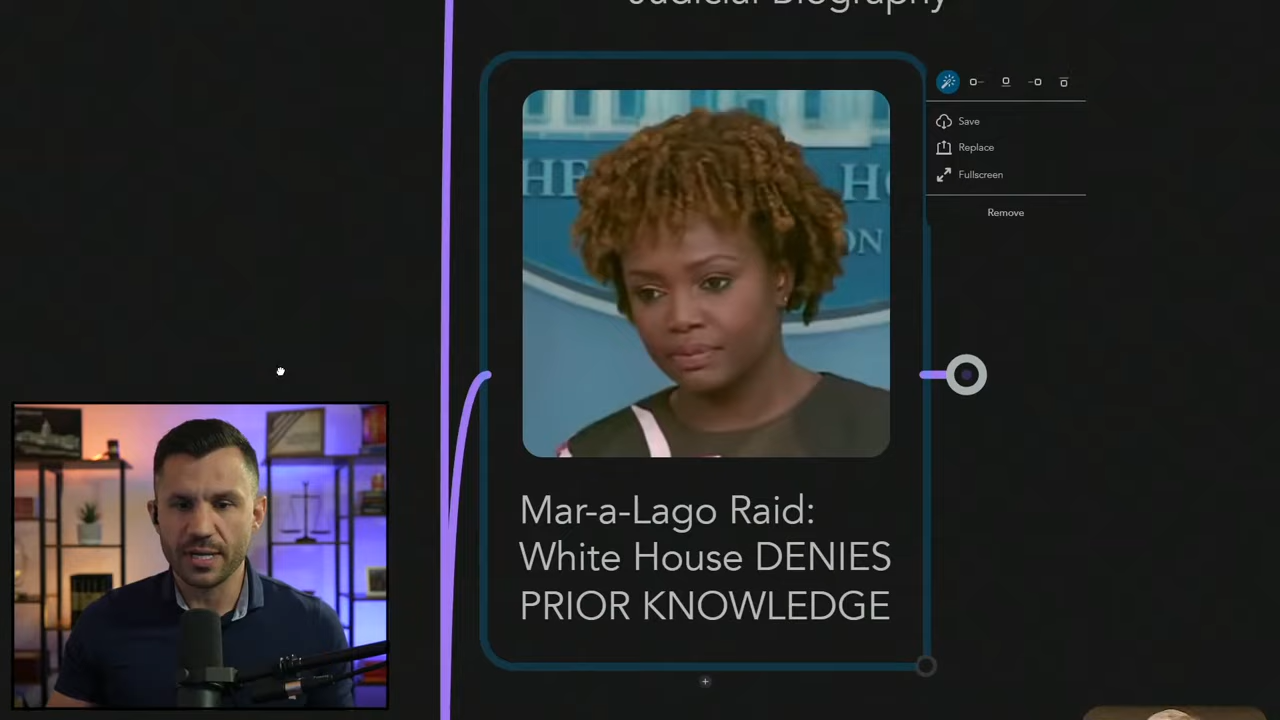 Judicial Biography
Save
Replace
Fullscreen
Remove
Mar-a-Lago Raid:
White House DENIES
PRIOR KNOWLEDGE